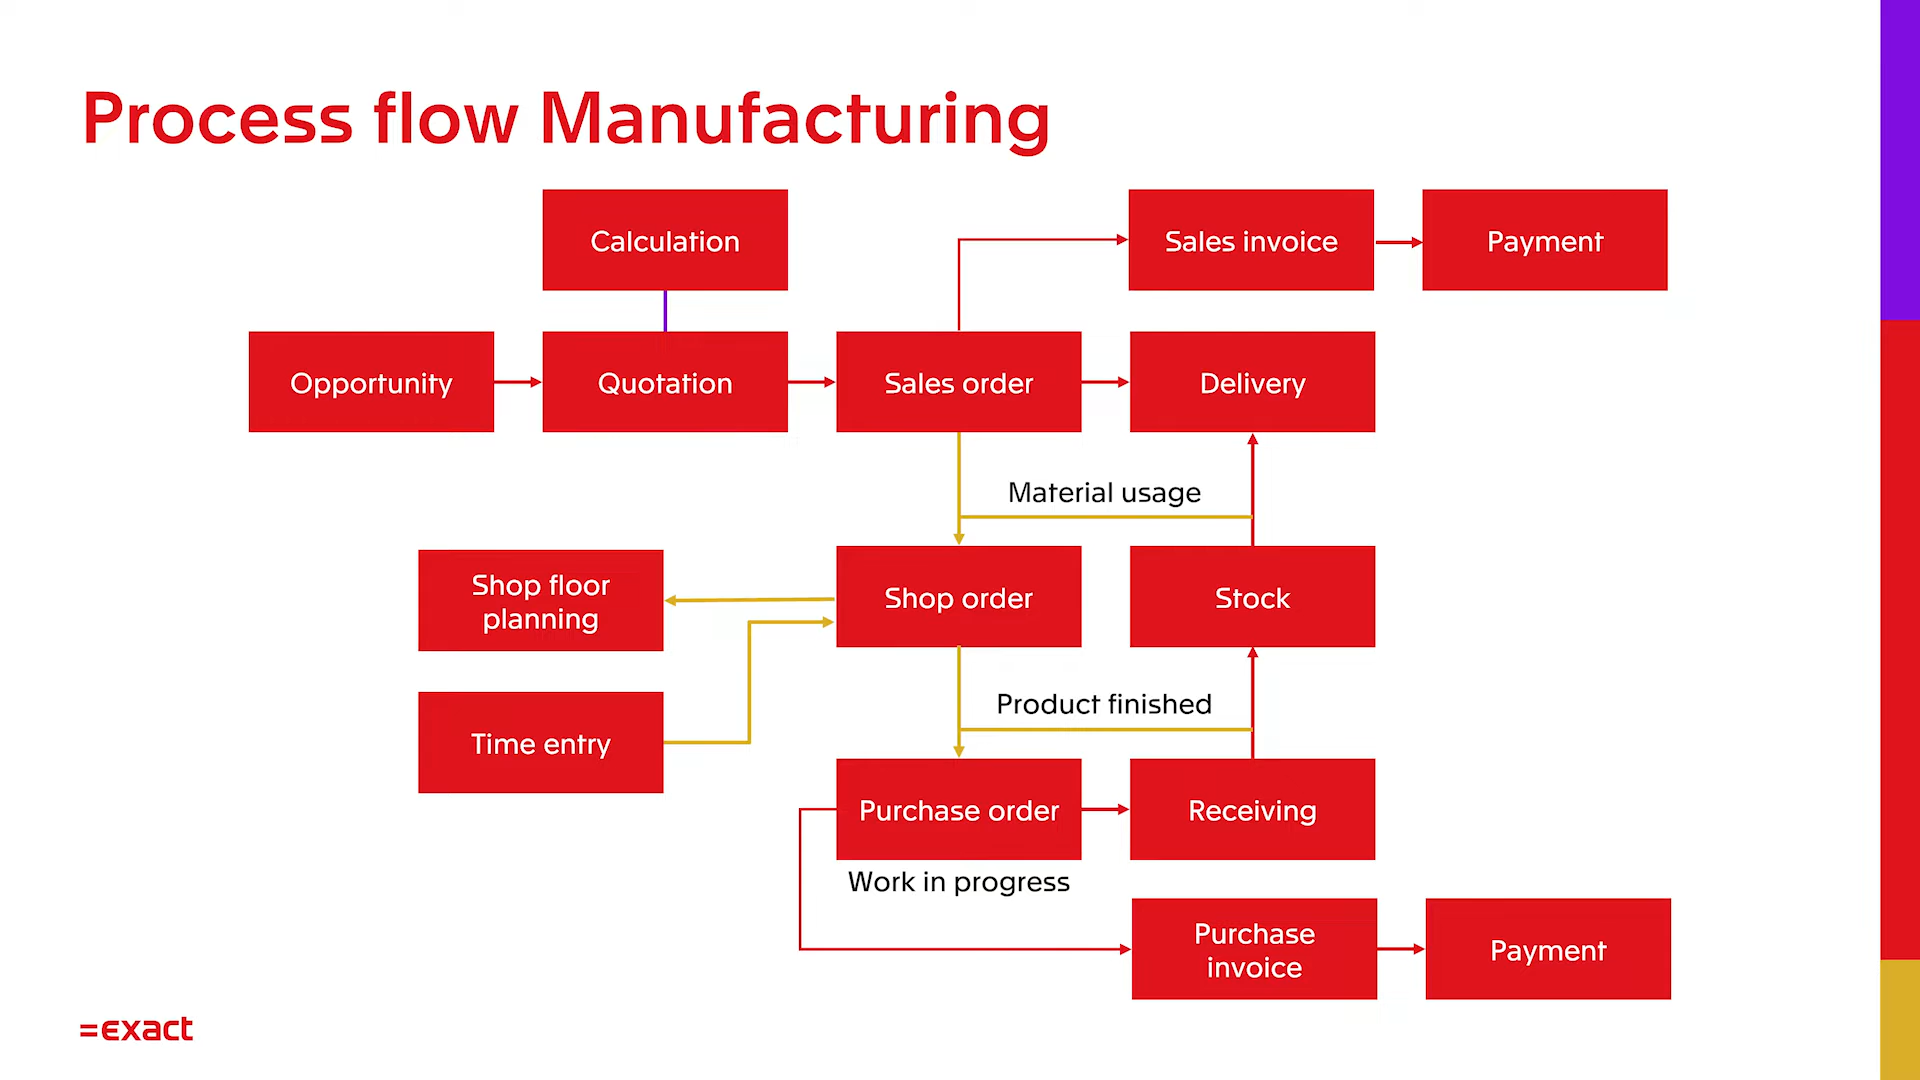 Process flow Manufacturing
Calculation
Sales invoice
Payment
Opportunity
Quotation
Sales order
Delivery
Material usage
Shop floor
planning
Shop order
Stock
Product finished
Time entry
Purchase order
Receiving
Work in progress
Purchase
invoice
Payment
=exact